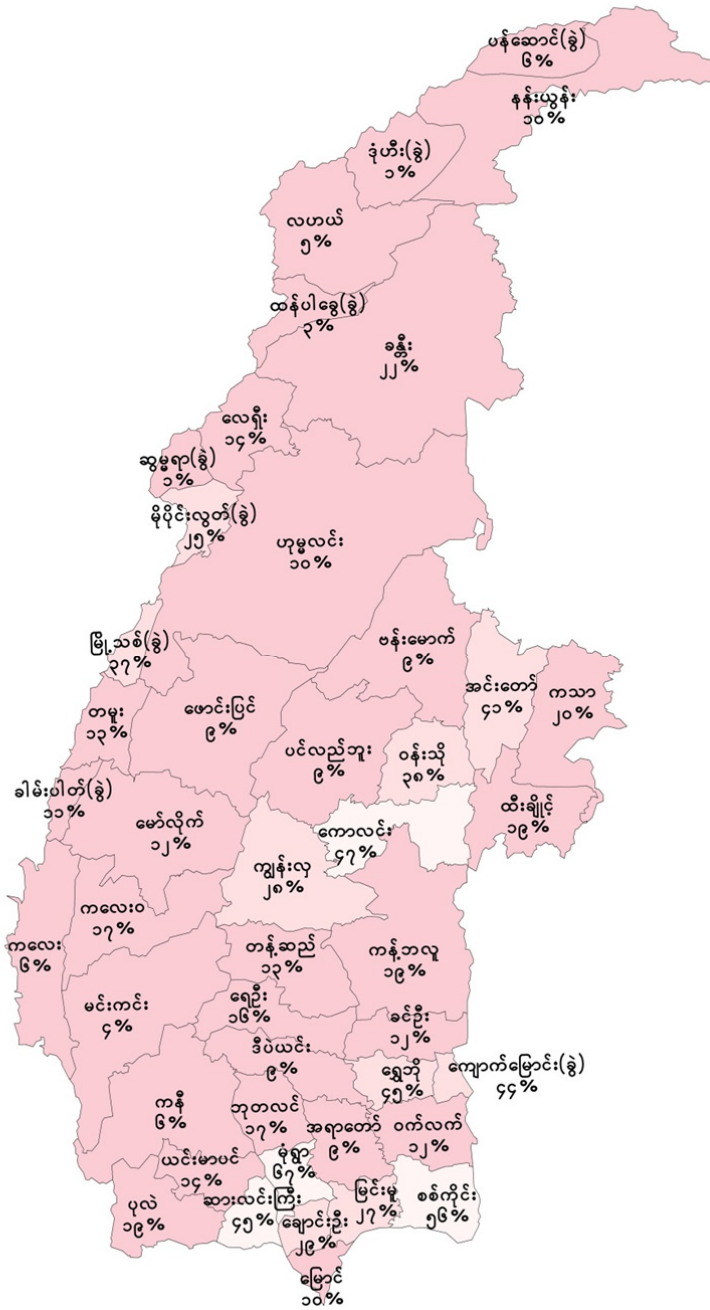 ပန်ဆောင်(ခွဲ)
၆%
နန်းယွန်း
၁၀%
ဒုံဟီး(ခွဲ)
၁%
လဟယ်
၅%
ထန်ပါခွေ(ခွဲ)
၃%
ခန္တီး
၂၂%
လေရှီး
၁၄%
ဆွမ္မရာ(ခွဲ)
၁%
မိုပိုင်းလွတ်(ခွဲ)
၂၅%
ဟုမ္မလင်း
၁၀%
မြို့သစ်(ခွဲ)
၃၇%
ဗန်းမောက်
၉%
အင်းတော်
၄၁%
ကသာ
၂၀%
တမူး
၁၃%
ဖောင်းပြင်
၉%
ပင်လည်ဘူး
၉%
ဝန်းသို
၃၈%
ခါမ်းပါတ်(ခွဲ)
၁၁%
မော်လိုက်
၁၂%
ကောလင်း
၄၇%
ထီးချိုင့်
၁၉%
ကျွန်းလှ
၂၈%
ကလေးဝ
၁၇%
ကလေး
၆%
တန့်ဆည်
၁၃%
ကန့်ဘလူ
၁၉%
မင်းကင်း
၄%
ရေဦး
၁၆%
ခင်ဦး
၁၂%
ဒီပဲယင်း
၉%
ရွှေဘို
၄၅%
ကျောက်မြောင်း(ခွဲ)
၄၄%
ကနီ
၆%
ဘုတလင်
၁၇%
အရာတော်
၉%
ဝက်လက်
၁၂%
ယင်းမာပင်
၁၄%
မုံရွာ
၆၇%
ပုလဲ
၁၉%
ဆားလင်းကြီး
၄၅%
မြင်းမူ
၂၇%
စစ်ကိုင်း
၅၆%
ချောင်းဦး
၂၉%
မြောင်
၁၀%